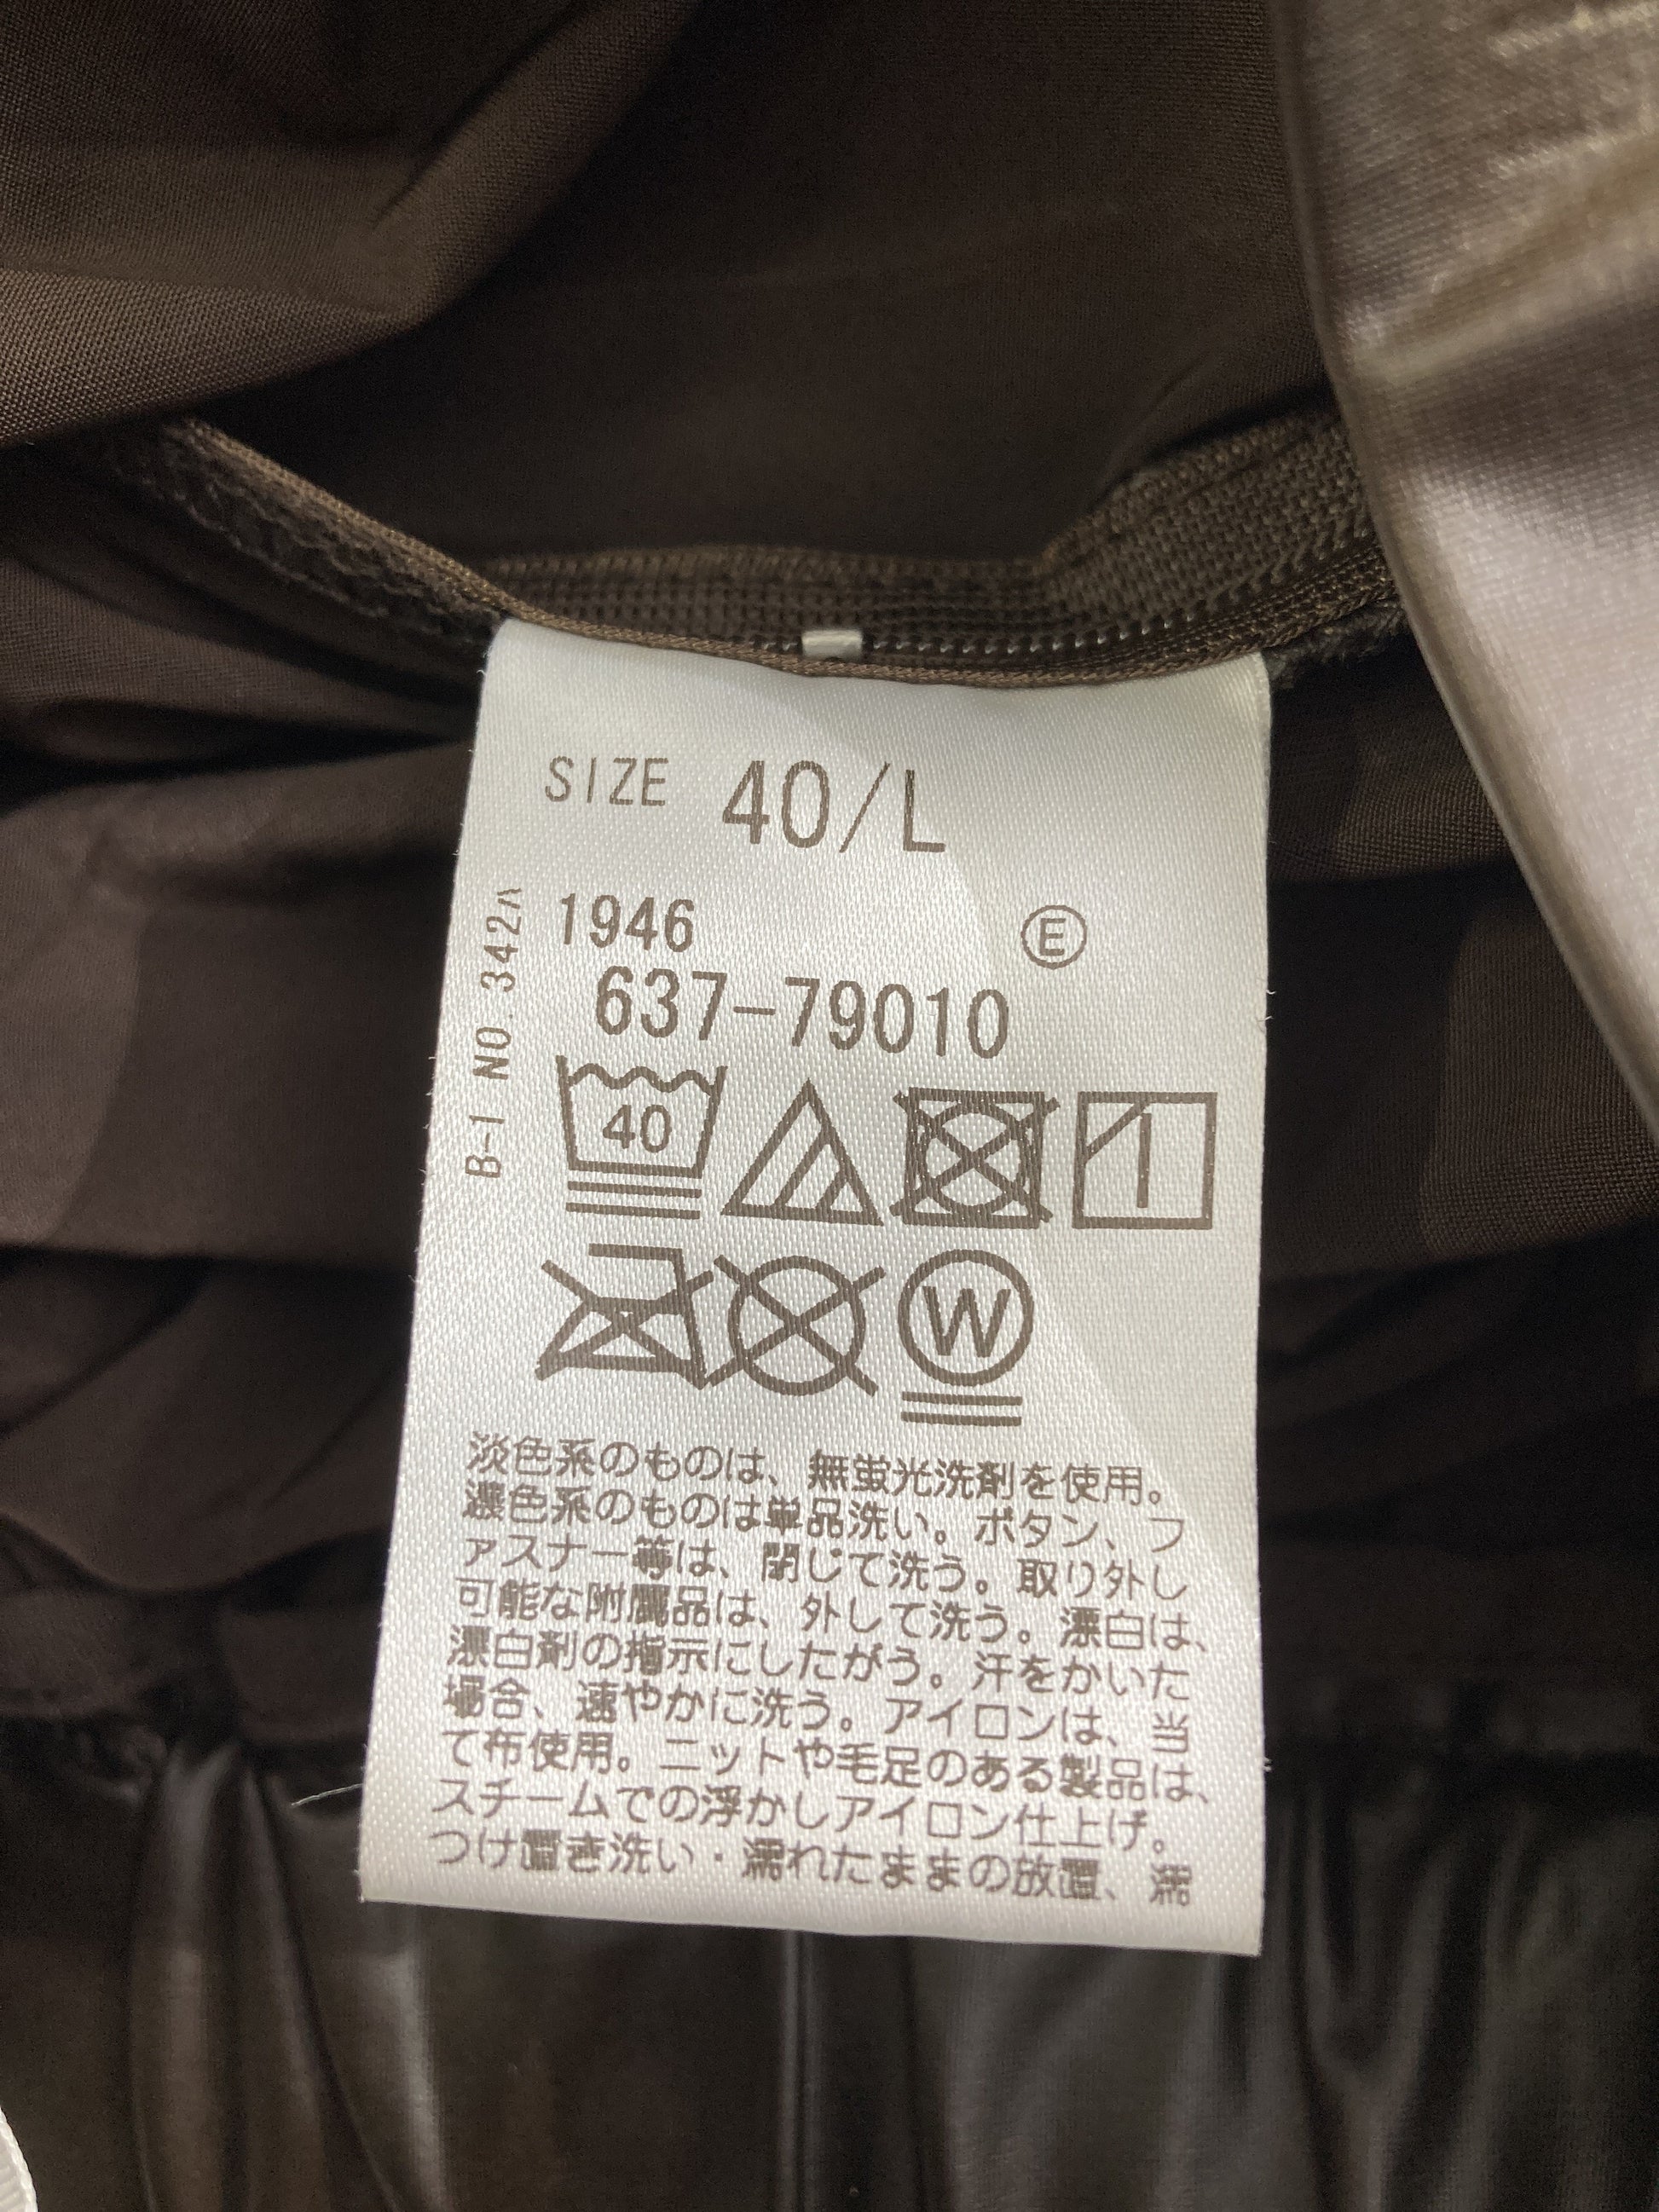 SIZE 40/L
1946 Ⓔ
637-79010
B-1 NO.342
40
W
淡色系のものは、無蛍光洗剤を使用。
濃色系のものは単品洗い。ボタン、フ
ァスナー等は、閉じて洗う。取り外し
可能な附属品は、外して洗う。漂白は、
漂白剤の指示にしたがう。汗をかいた
場合、速やかに洗う。アイロンは、当
て布使用。ニットや毛足のある製品は、
スチームでの浮かしアイロン仕上げ。
つけ置き洗い・濡れたままの放置、濡